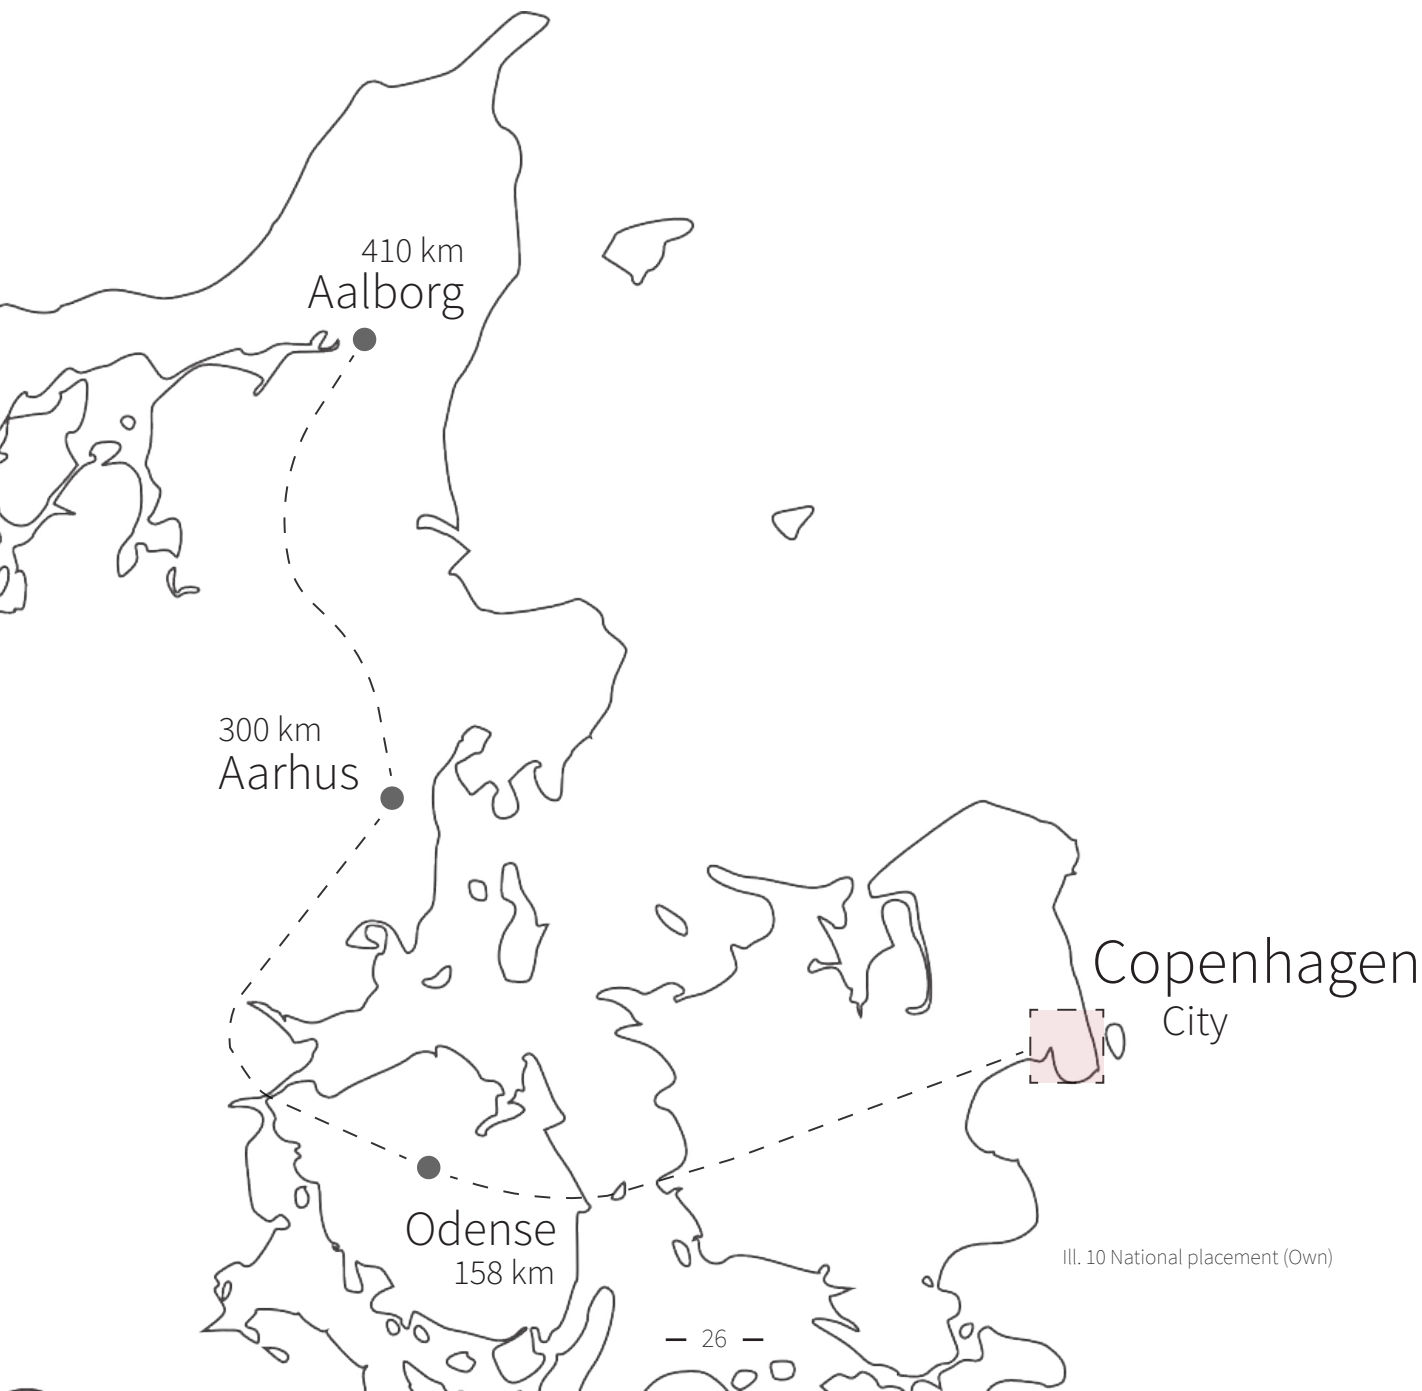 410 km
Aalborg
300 km
Aarhus
Copenhagen
City
Odense
158 km
Ill. 10 National placement (Own)
— 26 —